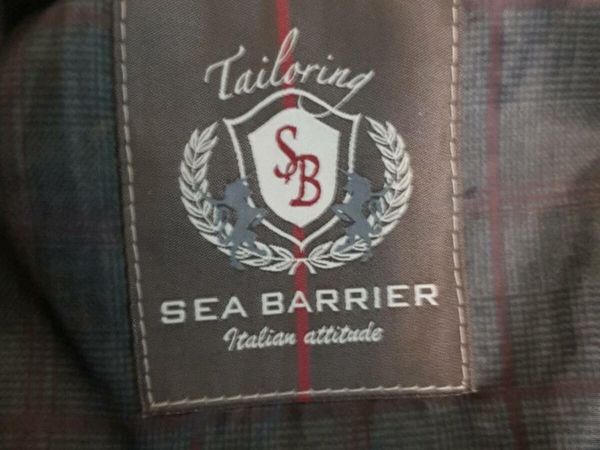 Tailoring
SB
SEA BARRIER
Italian attitude